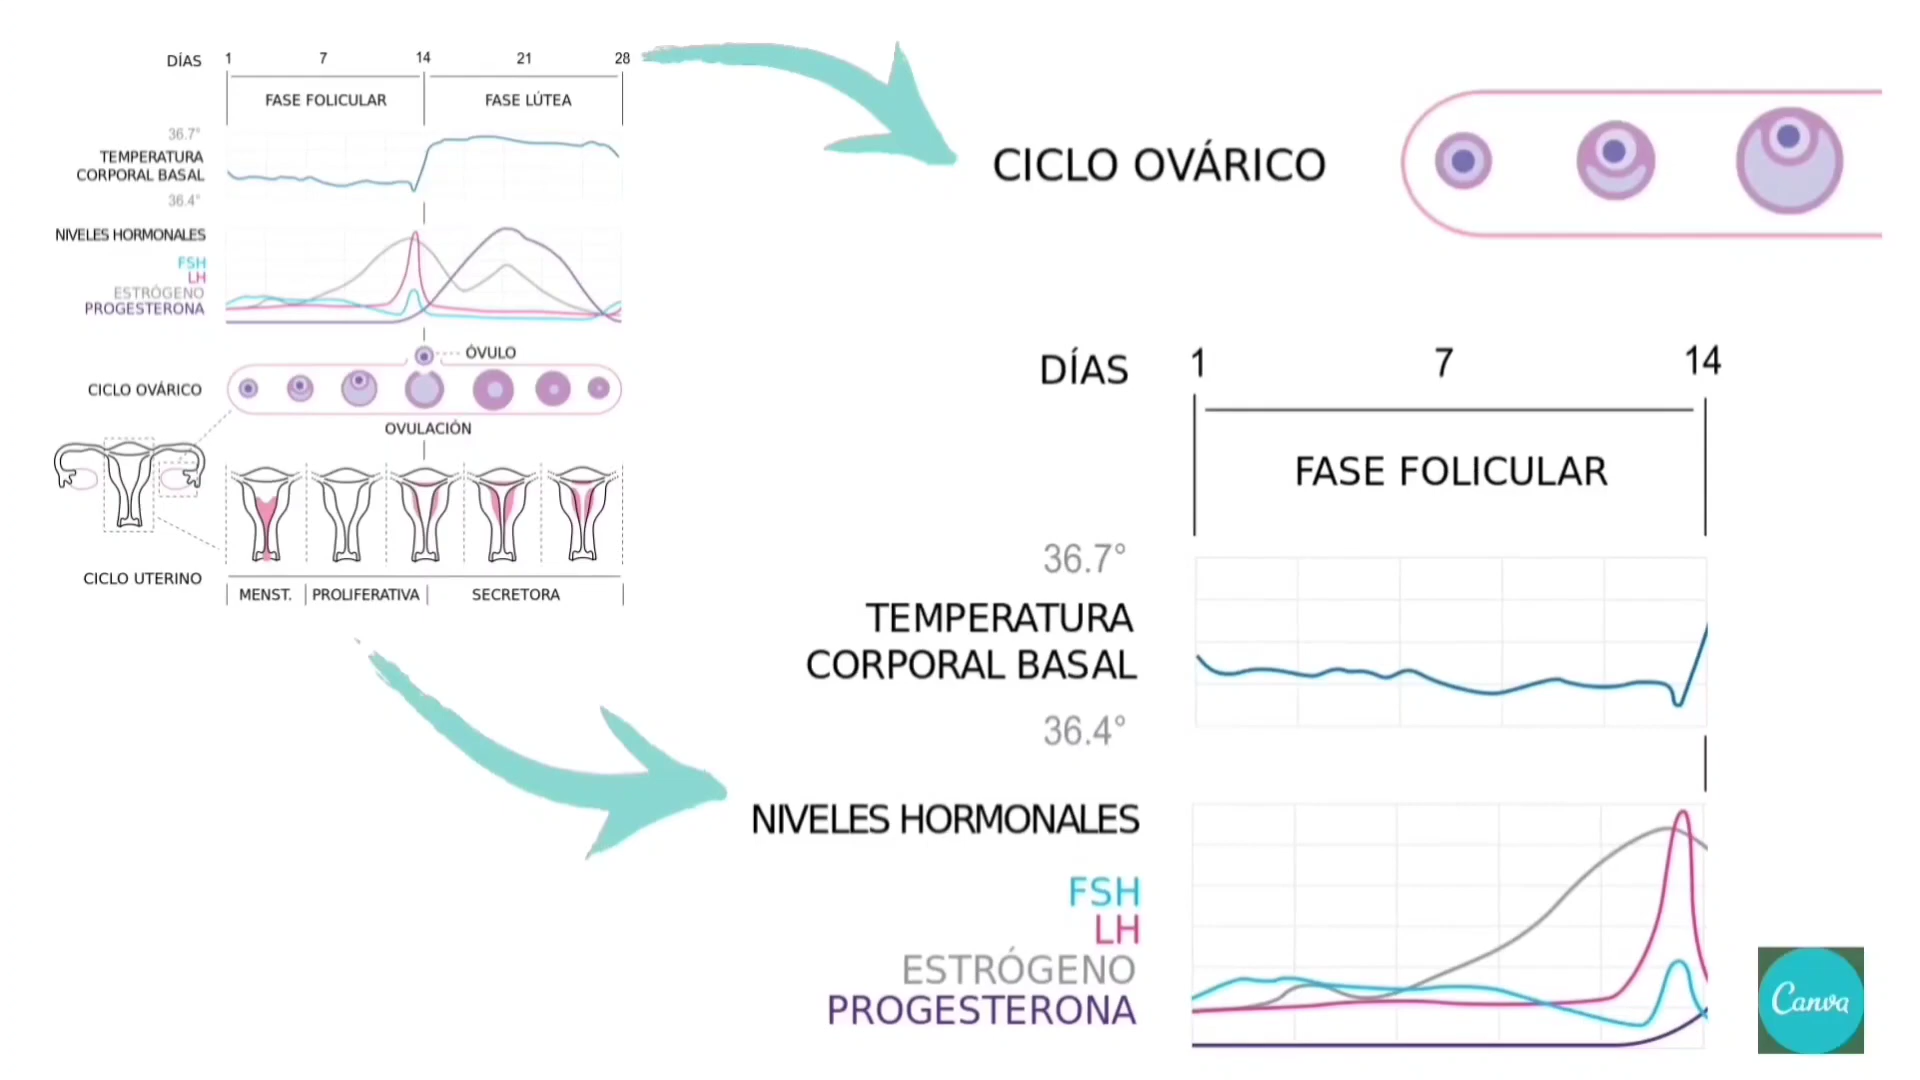 DÍAS 1 7 14 21 28
FASE FOLICULAR FASE LÚTEA
36.7°
TEMPERATURA
CORPORAL BASAL
36.4°
NIVELES HORMONALES
FSH
LH
ESTRÓGENO
PROGESTERONA
ÓVULO
CICLO OVÁRICO
OVULACIÓN
CICLO UTERINO
MENST. PROLIFERATIVA SECRETORA
CICLO OVÁRICO
DÍAS 1 7 14
FASE FOLICULAR
36.7°
TEMPERATURA
CORPORAL BASAL
36.4°
NIVELES HORMONALES
FSH
LH
ESTRÓGENO
PROGESTERONA
Canva